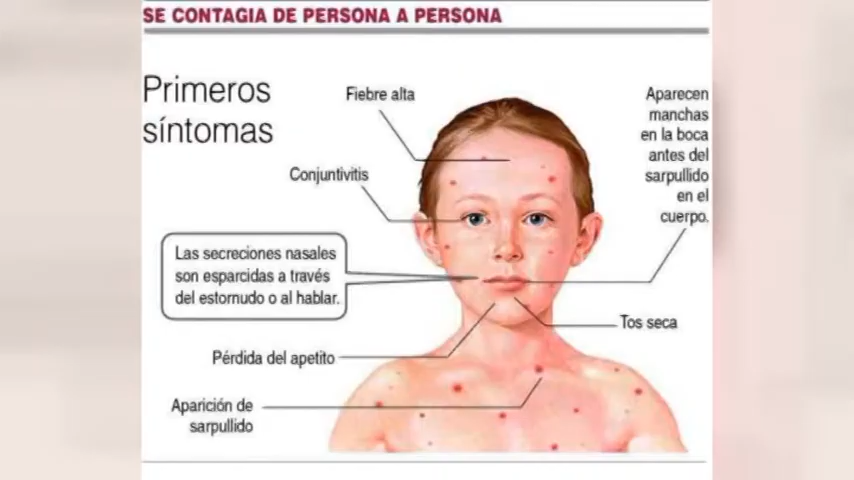 SE CONTAGIA DE PERSONA A PERSONA
Primeros
síntomas
Fiebre alta
Conjuntivitis
Las secreciones nasales
son esparcidas a través
del estornudo o al hablar.
Pérdida del apetito
Aparición de
sarpullido
Aparecen
manchas
en la boca
antes del
sarpullido
en el
cuerpo.
Tos seca